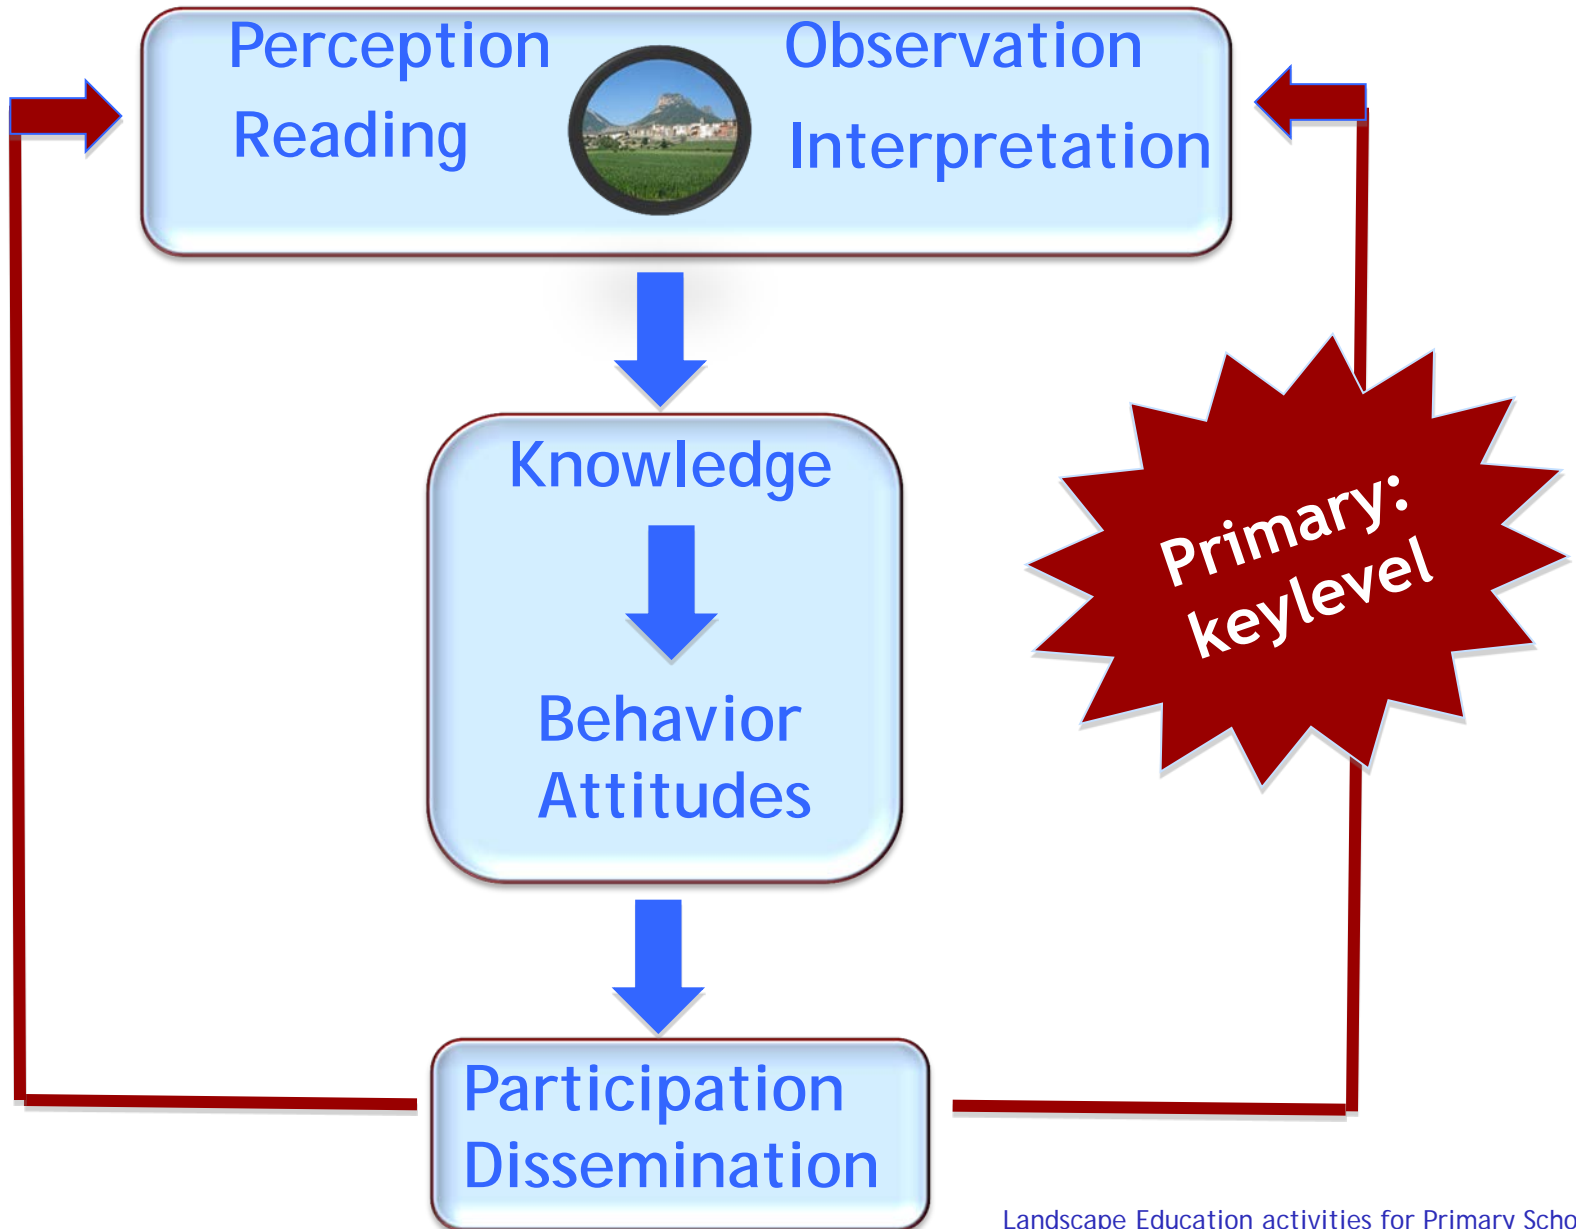 Perception Observation
Reading Interpretation
Knowledge
Behavior
Attitudes
Primary:
keylevel
Participation
Dissemination
Landscape Education activities for Primary Scho